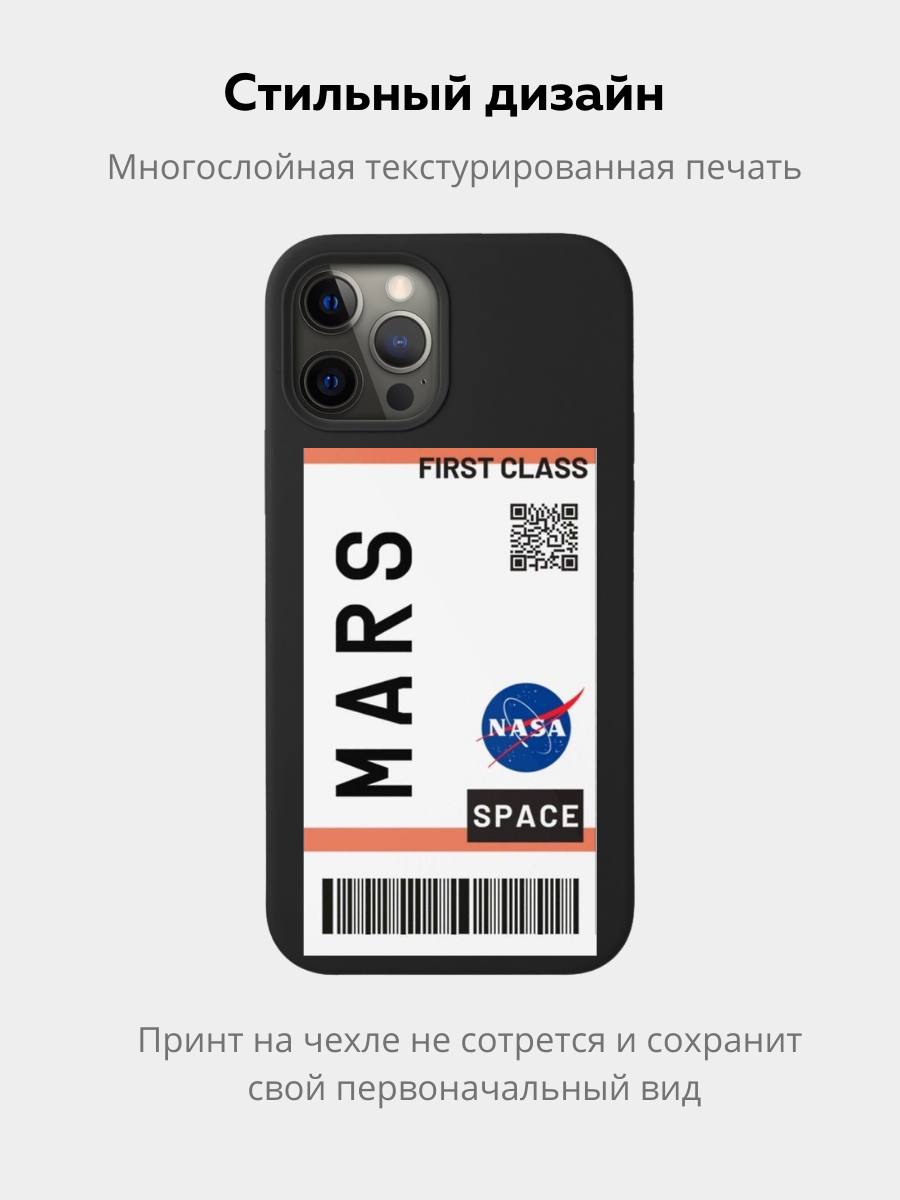 Стильный дизайн
Многослойная текстурированная печать
FIRST CLASS
MARS
NASA
SPACE
Принт на чехле не сотрется и сохранит
свой первоначальный вид